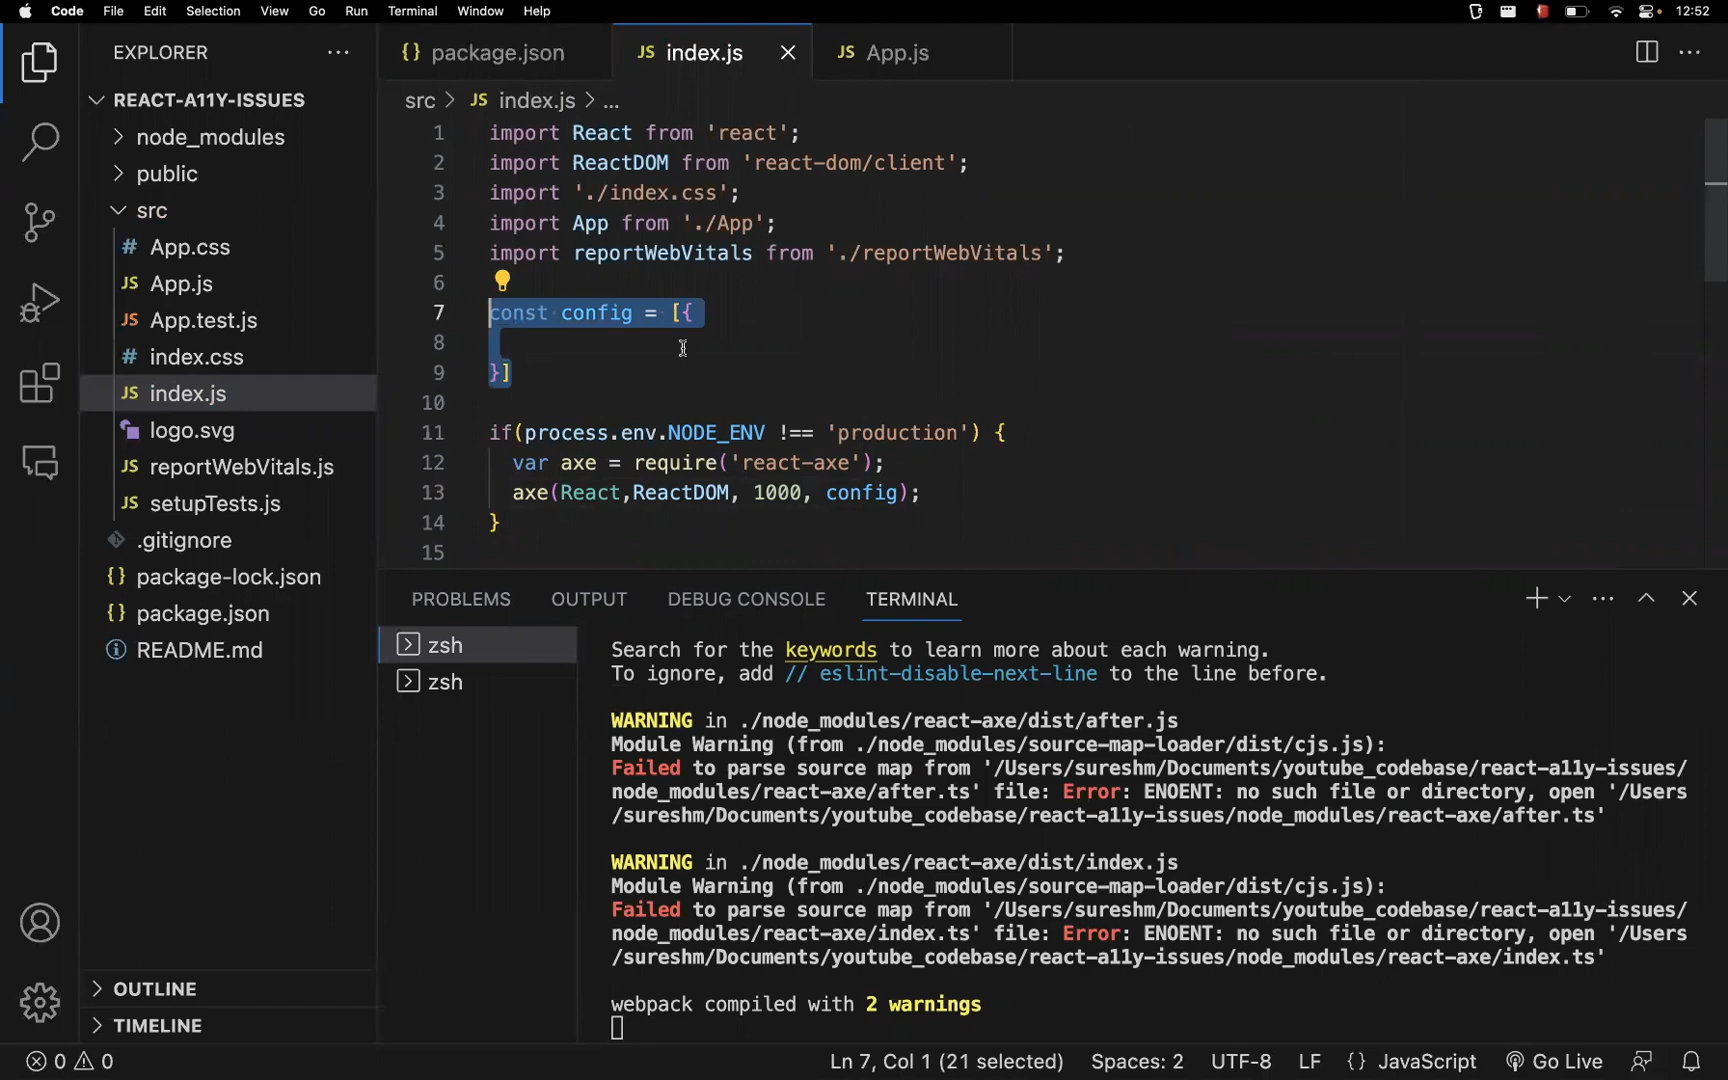 Code File Edit Selection View Go Run Terminal Window Help 12:52
EXPLORER
REACT-A11Y-ISSUES
node_modules
public
src
# App.css
JS App.js
App.test.js
# index.css
JS index.js
logo.svg
JS reportWebVitals.js
JS setupTests.js
.gitignore
{} package-lock.json
{} package.json
README.md
OUTLINE
TIMELINE
{} package.json JS index.js JS App.js
src > JS index.js > ...
1 import React from 'react';
2 import ReactDOM from 'react-dom/client';
3 import './index.css';
4 import App from './App';
5 import reportWebVitals from './reportWebVitals';
6
7 const config = [{
8
9 }]
10
11 if(process.env.NODE_ENV !== 'production') {
12 var axe = require('react-axe');
13 axe(React,ReactDOM, 1000, config);
14 }
15
PROBLEMS OUTPUT DEBUG CONSOLE TERMINAL
zsh
zsh
Search for the keywords to learn more about each warning.
To ignore, add // eslint-disable-next-line to the line before.
WARNING in ./node_modules/react-axe/dist/after.js
Module Warning (from ./node_modules/source-map-loader/dist/cjs.js):
Failed to parse source map from '/Users/sureshm/Documents/youtube_codebase/react-a11y-issues/
node_modules/react-axe/after.ts' file: Error: ENOENT: no such file or directory, open '/Users
/sureshm/Documents/youtube_codebase/react-a11y-issues/node_modules/react-axe/after.ts'
WARNING in ./node_modules/react-axe/dist/index.js
Module Warning (from ./node_modules/source-map-loader/dist/cjs.js):
Failed to parse source map from '/Users/sureshm/Documents/youtube_codebase/react-a11y-issues/
node_modules/react-axe/index.ts' file: Error: ENOENT: no such file or directory, open '/Users
/sureshm/Documents/youtube_codebase/react-a11y-issues/node_modules/react-axe/index.ts'
webpack compiled with 2 warnings
0 0 Ln 7, Col 1 (21 selected) Spaces: 2 UTF-8 LF {} JavaScript Go Live